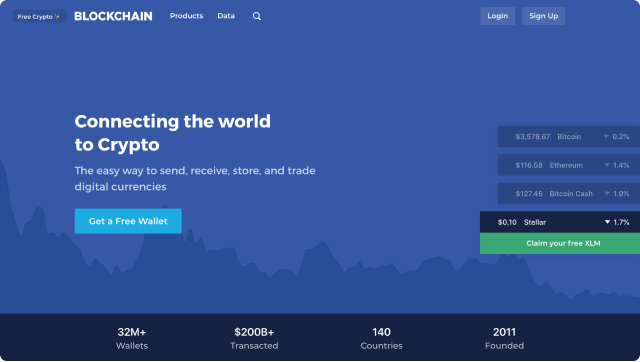 Free Crypto
BLOCKCHAIN
Products
Data
Login
Sign Up
Connecting the world
to Crypto
The easy way to send, receive, store, and trade
digital currencies
Get a Free Wallet
$3,578.67 Bitcoin ▼ 0.2%
$116.58 Ethereum ▼ 1.4%
$127.45 Bitcoin Cash ▼ 1.9%
$0.10 Stellar ▼ 1.7%
Claim your free XLM
32M+
Wallets
$200B+
Transacted
140
Countries
2011
Founded